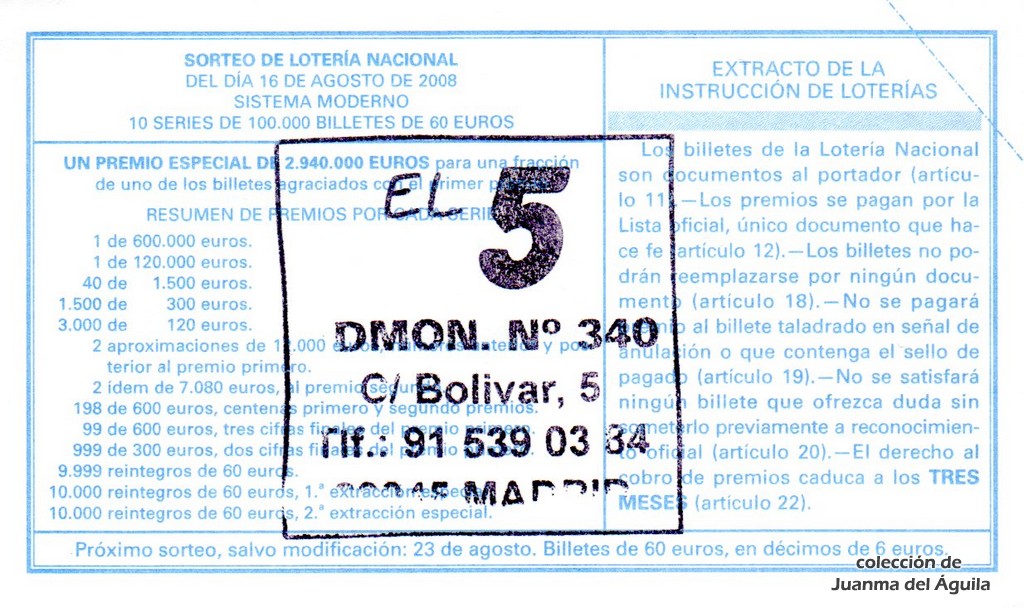 SORTEO DE LOTERÍA NACIONAL
DEL DÍA 16 DE AGOSTO DE 2008
SISTEMA MODERNO
10 SERIES DE 100.000 BILLETES DE 60 EUROS
UN PREMIO ESPECIAL DE 2.940.000 EUROS para una fracción
de uno de los billetes agraciados con el primer
RESUMEN DE PREMIOS POR CADA SERIE
1 de 600.000 euros.
1 de 120.000 euros.
40 de 1.500 euros.
1.500 de 300 euros.
3.000 de 120 euros.
2 aproximaciones de y pos-
terior al premio primero.
2 ídem de 7.080 euros, al premio segundo.
198 de 600 euros, centenas primero y segundo premios.
99 de 600 euros, tres cifras finales del premio primero.
999 de 300 euros, dos cifras finales del premio primero.
9.999 reintegros de 60 euros.
10.000 reintegros de 60 euros, 1.ª extracción especial.
10.000 reintegros de 60 euros, 2.ª extracción especial.
EL 5
DMON. Nº 340
C/ Bolivar, 5
Tlf.: 91 539 03 34
MADRID
EXTRACTO DE LA
INSTRUCCIÓN DE LOTERÍAS
Los billetes de la Lotería Nacional
son documentos al portador (artícu-
lo 11).—Los premios se pagan por la
Lista oficial, único documento que ha-
ce fe (artículo 12).—Los billetes no po-
drán reemplazarse por ningún docu-
mento (artículo 18).—No se pagará
premio al billete taladrado en señal de
anulación o que contenga el sello de
pagado (artículo 19).—No se satisfará
ningún billete que ofrezca duda sin
someterlo previamente a reconocimien-
to oficial (artículo 20).—El derecho al
cobro de premios caduca a los TRES
MESES (artículo 22).
Próximo sorteo, salvo modificación: 23 de agosto. Billetes de 60 euros, en décimos de 6 euros.
colección de
Juanma del Águila